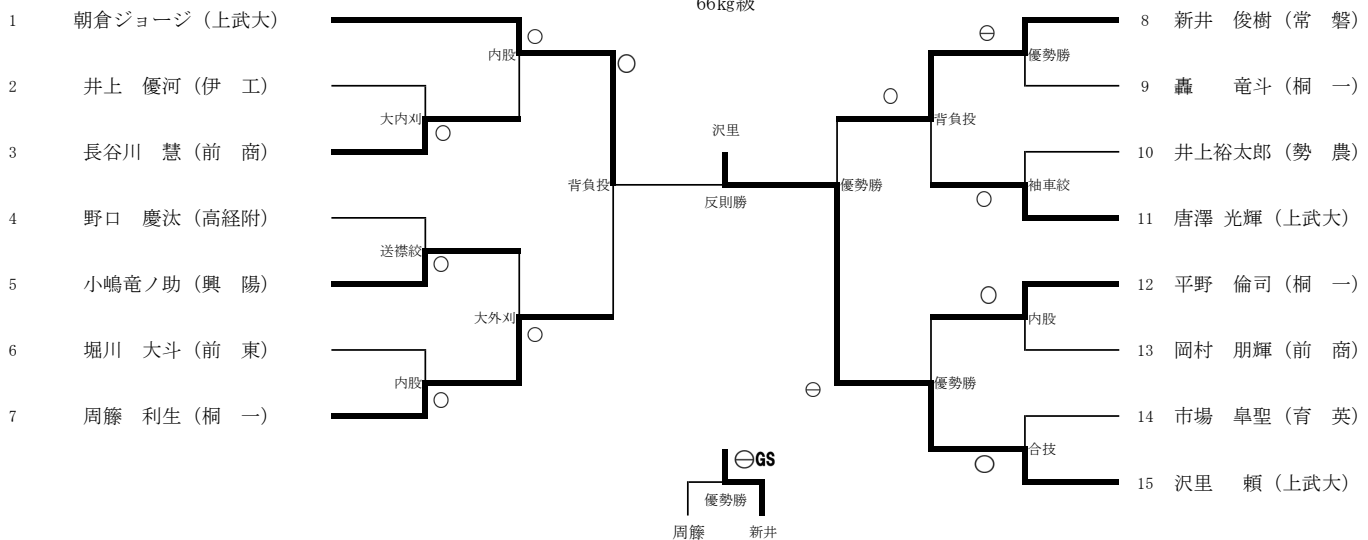 66kg級
1 朝倉ジョージ（上武大）
2 井上　優河（伊　工）
3 長谷川　慧（前　商）
4 野口　慶汰（高経附）
5 小嶋竜ノ助（興　陽）
6 堀川　大斗（前　東）
7 周籐　利生（桐　一）
内股
大内刈
背負投
送襟絞
大外刈
内股
沢里
反則勝
8 新井　俊樹（常　磐）
9 轟　　竜斗（桐　一）
10 井上裕太郎（勢　農）
11 唐澤 光輝（上武大）
12 平野　倫司（桐　一）
13 岡村　朋輝（前　商）
14 市場　皐聖（育　英）
15 沢里　　頼（上武大）
優勢勝
背負投
袖車絞
優勢勝
内股
優勢勝
合技
GS
優勢勝
周籐 新井